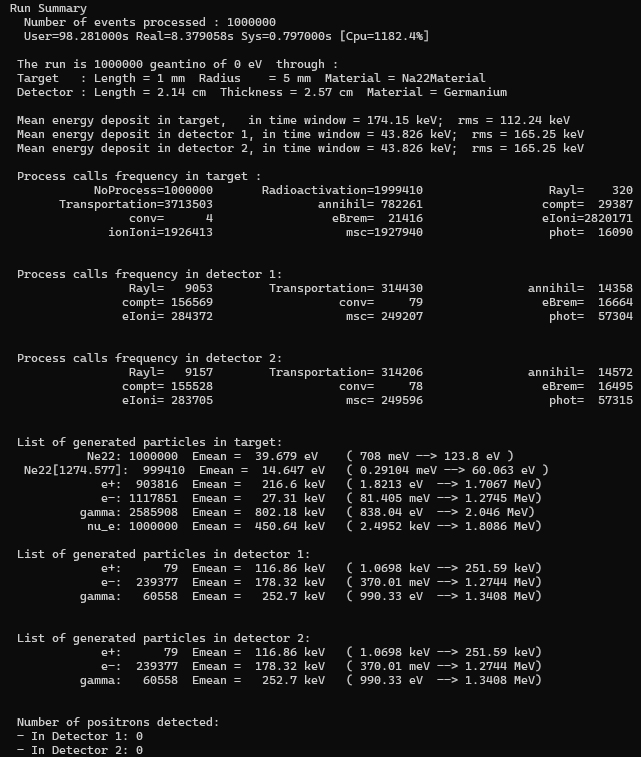 Run Summary
Number of events processed : 1000000
User=98.281000s Real=8.379058s Sys=0.797000s [Cpu=1182.4%]
The run is 1000000 geantino of 0 eV  through :
Target   : Length = 1 mm  Radius    = 5 mm  Material = Na22Material
Detector : Length = 2.14 cm  Thickness = 2.57 cm  Material = Germanium
Mean energy deposit in target,   in time window = 174.15 keV;  rms = 112.24 keV
Mean energy deposit in detector 1, in time window = 43.826 keV;  rms = 165.25 keV
Mean energy deposit in detector 2, in time window = 43.826 keV;  rms = 165.25 keV
Process calls frequency in target :
NoProcess=1000000       Radioactivation=1999410                  Rayl=    320
Transportation=3713503               annihil= 782261                 compt=  29387
conv=      4                 eBrem=  21416                 eIoni=2820171
ionIoni=1926413                   msc=1927940                  phot=  16090
Process calls frequency in detector 1:
Rayl=   9053        Transportation= 314430               annihil=  14358
compt= 156569                  conv=     79                 eBrem=  16664
eIoni= 284372                   msc= 249207                  phot=  57304
Process calls frequency in detector 2:
Rayl=   9157        Transportation= 314206               annihil=  14572
compt= 155528                  conv=     78                 eBrem=  16495
eIoni= 283705                   msc= 249596                  phot=  57315
List of generated particles in target:
Ne22: 1000000  Emean =  39.679 eV    ( 708 meV --> 123.8 eV )
Ne22[1274.577]:  999410  Emean =  14.647 eV   ( 0.29104 meV --> 60.063 eV )
e+:  903816  Emean =   216.6 keV   ( 1.8213 eV  --> 1.7067 MeV)
e-: 1117851  Emean =   27.31 keV   ( 81.405 meV --> 1.2745 MeV)
gamma: 2585908  Emean =  802.18 keV   ( 838.04 eV  --> 2.046 MeV)
nu_e: 1000000  Emean =  450.64 keV   ( 2.4952 keV --> 1.8086 MeV)
List of generated particles in detector 1:
e+:      79  Emean =  116.86 keV   ( 1.0698 keV --> 251.59 keV)
e-:  239377  Emean =  178.32 keV   ( 370.01 meV --> 1.2744 MeV)
gamma:   60558  Emean =   252.7 keV   ( 990.33 eV  --> 1.3408 MeV)
List of generated particles in detector 2:
e+:      79  Emean =  116.86 keV   ( 1.0698 keV --> 251.59 keV)
e-:  239377  Emean =  178.32 keV   ( 370.01 meV --> 1.2744 MeV)
gamma:   60558  Emean =   252.7 keV   ( 990.33 eV  --> 1.3408 MeV)
Number of positrons detected:
- In Detector 1: 0
- In Detector 2: 0